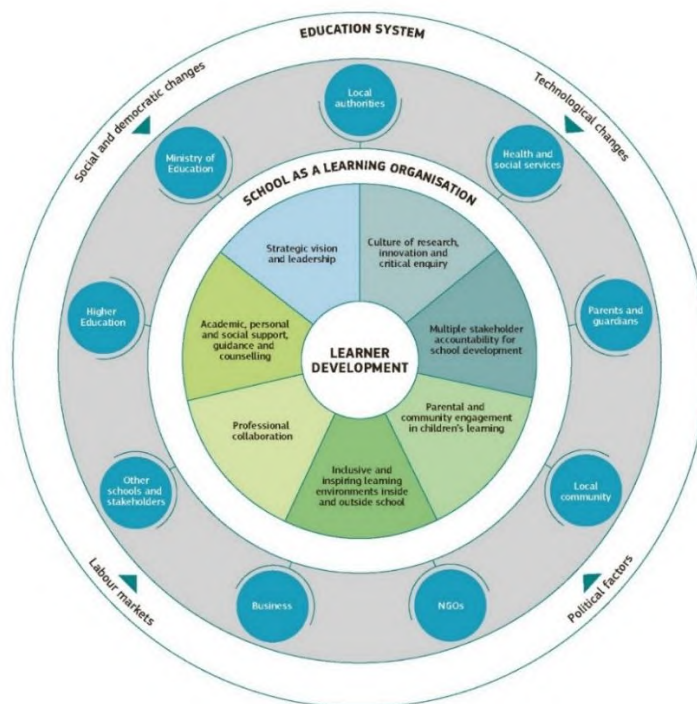 EDUCATION SYSTEM
Social and democratic changes
Technological changes
Local
authorities
Ministry of
Education
Health and
social services
SCHOOL AS A LEARNING ORGANISATION
Strategic vision
and leadership
Culture of research,
innovation and
critical enquiry
Higher
Education
Parents and
guardians
Academic, personal
and social support,
guidance and
counselling
Multiple stakeholder
accountability for
school development
LEARNER
DEVELOPMENT
Professional
collaboration
Parental and
community engagement
in children's learning
Inclusive and
inspiring learning
environments inside
and outside school
Other
schools and
stakeholders
Local
community
Business
NGOs
Labour markets
Political factors